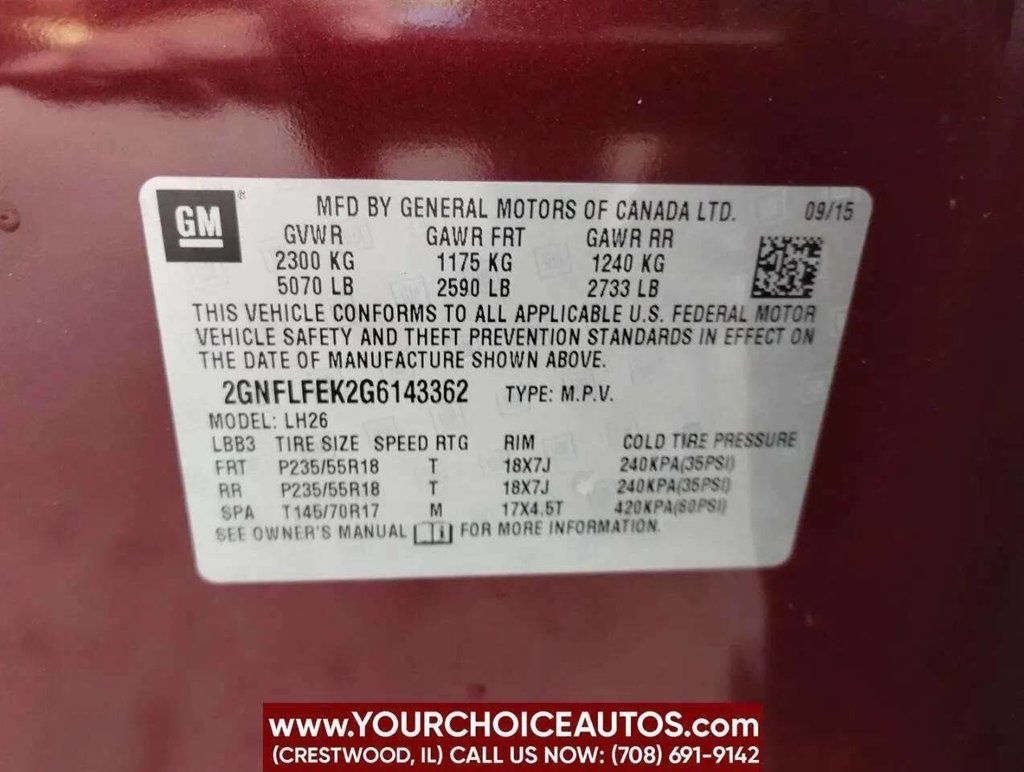 GM ®
MFD BY GENERAL MOTORS OF CANADA LTD. 09/15
GVWR GAWR FRT GAWR RR
2300 KG 1175 KG 1240 KG
5070 LB 2590 LB 2733 LB
THIS VEHICLE CONFORMS TO ALL APPLICABLE U.S. FEDERAL MOTOR
VEHICLE SAFETY AND THEFT PREVENTION STANDARDS IN EFFECT ON
THE DATE OF MANUFACTURE SHOWN ABOVE.
2GNFLFEK2G6143362 TYPE: M.P.V.
MODEL: LH26
LBB3 TIRE SIZE SPEED RTG RIM COLD TIRE PRESSURE
FRT P235/55R18 T 18X7J 240KPA(35PSI)
RR P235/55R18 T 18X7J 240KPA(35PSI)
SPA T145/70R17 M 17X4.5T 420KPA(60PSI)
SEE OWNER'S MANUAL FOR MORE INFORMATION.
www.YOURCHOICEAUTOS.com
(CRESTWOOD, IL) CALL US NOW: (708) 691-9142